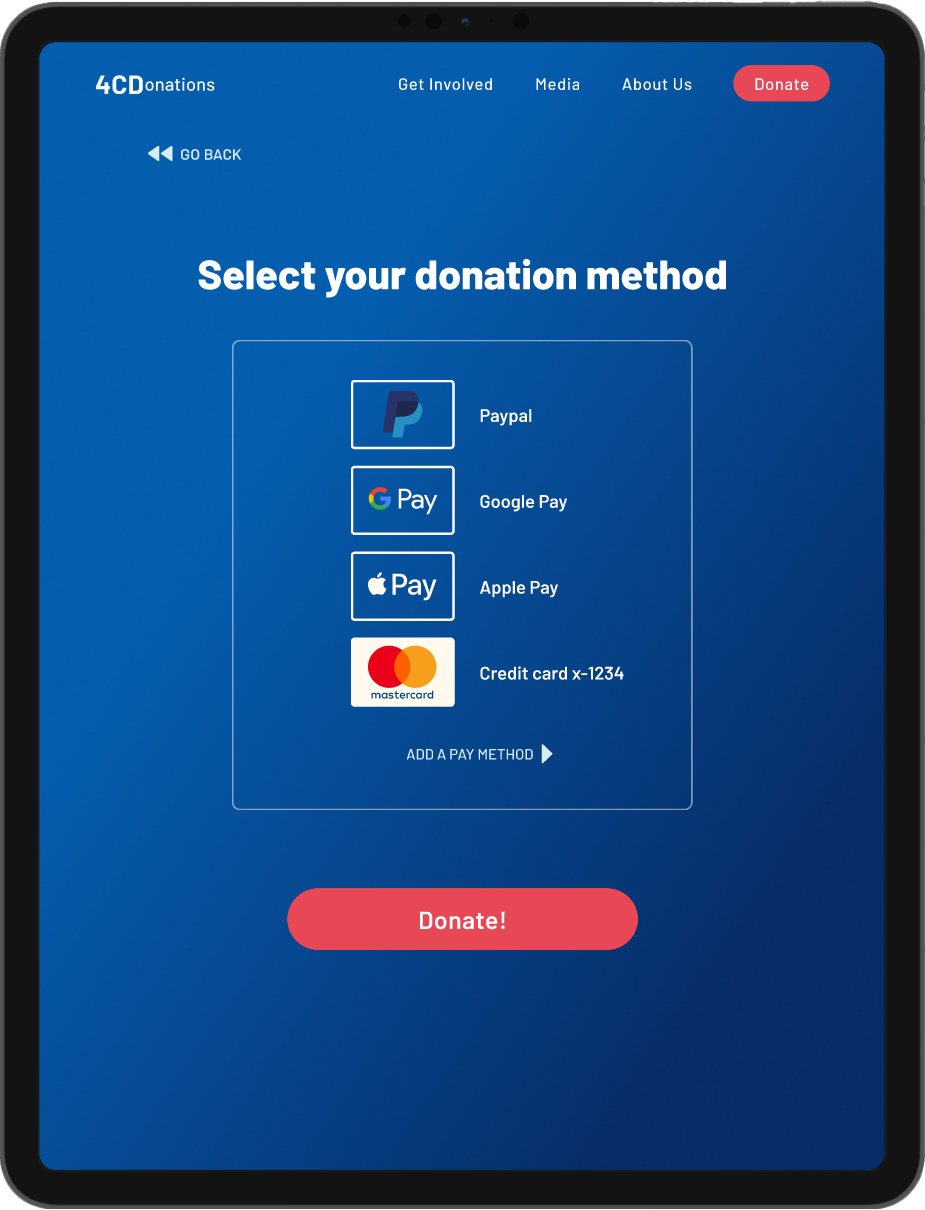 4CDonations Get Involved Media About Us Donate
GO BACK
Select your donation method
Paypal
G Pay Google Pay
Pay Apple Pay
mastercard Credit card x-1234
ADD A PAY METHOD
Donate!